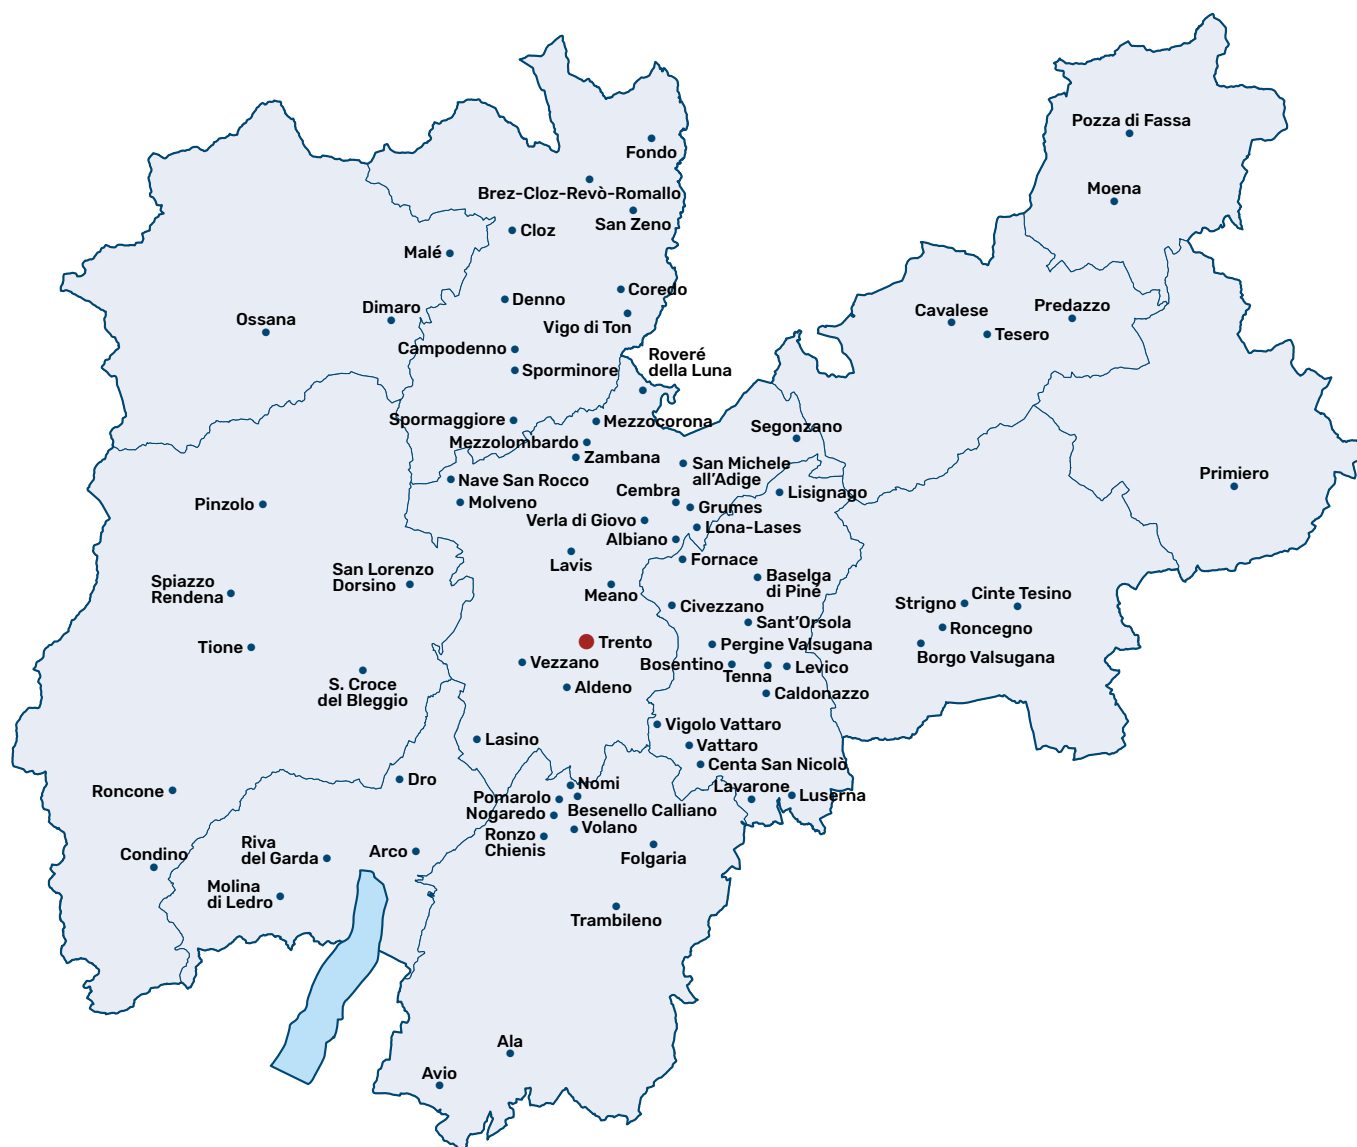 Pozza di Fassa
Fondo
Moena
Brez-Cloz-Revò-Romallo
San Zeno
Cloz
Malé
Coredo
Denno
Dimaro
Ossana
Vigo di Ton
Cavalese
Predazzo
Tesero
Campodenno
Sporminore
Roveré
della Luna
Spormaggiore
Mezzocorona
Segonzano
Mezzolombardo
Zambana
San Michele
all'Adige
Primiero
Nave San Rocco
Molveno
Cembra
Lisignago
Pinzolo
Grumes
Verla di Giovo
Lona-Lases
Albiano
Lavis
Fornace
San Lorenzo
Dorsino
Baselga
di Piné
Spiazzo
Rendena
Meano
Civezzano
Strigno
Cinte Tesino
Sant'Orsola
Roncegno
Trento
Tione
Pergine Valsugana
Borgo Valsugana
Vezzano
Bosentino
Tenna
Levico
S. Croce
del Bleggio
Aldeno
Caldonazzo
Vigolo Vattaro
Lasino
Vattaro
Centa San Nicolò
Dro
Nomi
Lavarone
Luserna
Roncone
Pomarolo
Besenello Calliano
Nogaredo
Volano
Ronzo
Chienis
Riva
del Garda
Arco
Condino
Folgaria
Molina
di Ledro
Trambileno
Ala
Avio